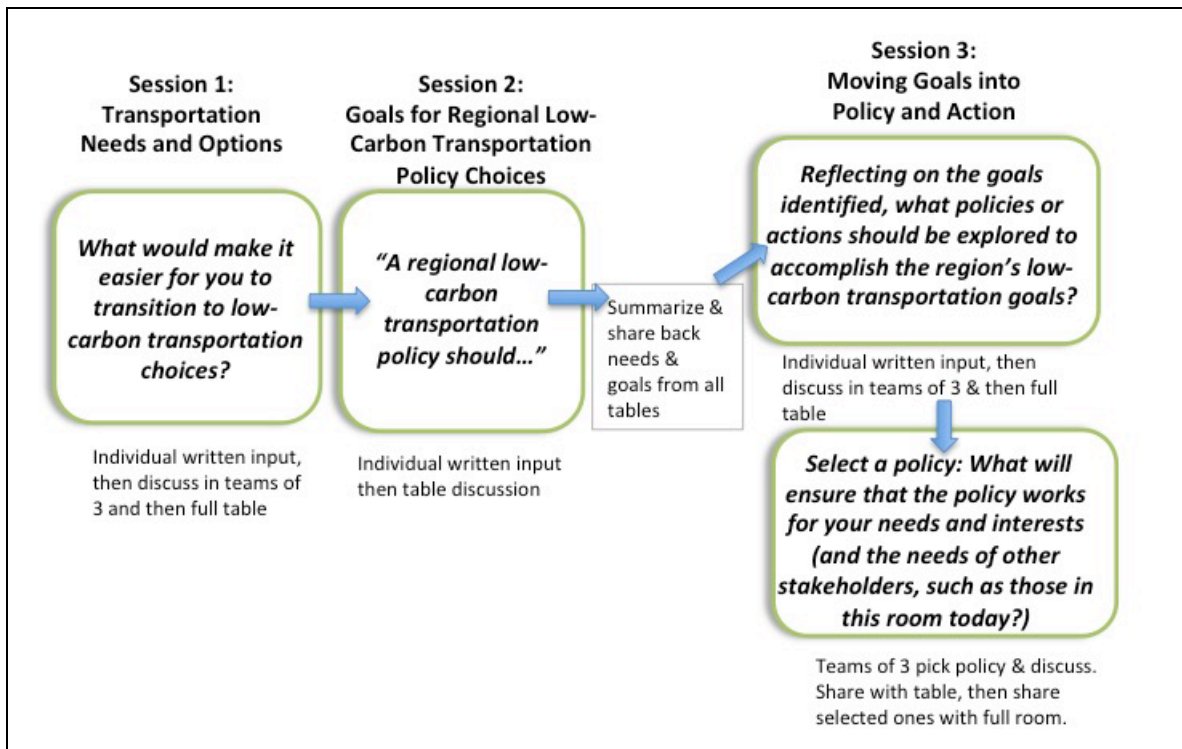 Session 1:
Transportation
Needs and Options
What would make it
easier for you to
transition to low-
carbon transportation
choices?
Individual written input,
then discuss in teams of
3 and then full table
Session 2:
Goals for Regional Low-
Carbon Transportation
Policy Choices
“A regional low-
carbon
transportation
policy should…”
Individual written input
then table discussion
Summarize &
share back
needs &
goals from all
tables
Session 3:
Moving Goals into
Policy and Action
Reflecting on the goals
identified, what policies or
actions should be explored to
accomplish the region’s low-
carbon transportation goals?
Individual written input, then
discuss in teams of 3 & then full
table
Select a policy: What will
ensure that the policy works
for your needs and interests
(and the needs of other
stakeholders, such as those in
this room today?)
Teams of 3 pick policy & discuss.
Share with table, then share
selected ones with full room.